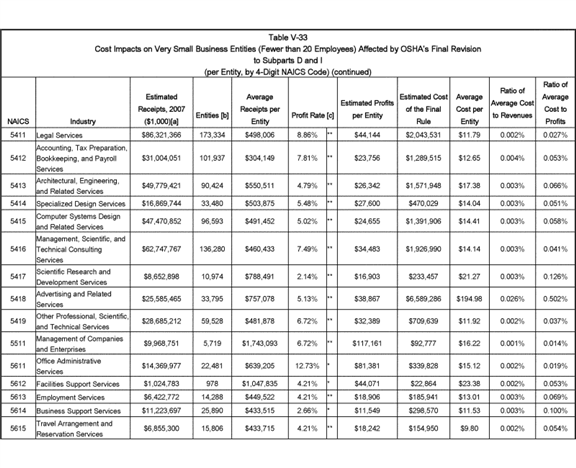 Table V-33
Cost Impacts on Very Small Business Entities (Fewer than 20 Employees) Affected by OSHA's Final Revision
to Subparts D and I
(per Entity, by 4-Digit NAICS Code) (continued)
NAICS Industry Estimated Receipts, 2007 ($1,000)[a] Entities [b] Average Receipts per Entity Profit Rate [c] Estimated Profits per Entity Estimated Cost of the Final Rule Average Cost per Entity Ratio of Average Cost to Revenues Ratio of Average Cost to Profits
5411 Legal Services $86,321,366 173,334 $498,006 8.86% ** $44,144 $2,043,531 $11.79 0.002% 0.027%
5412 Accounting, Tax Preparation, Bookkeeping, and Payroll Services $31,004,051 101,937 $304,149 7.81% ** $23,756 $1,289,515 $12.65 0.004% 0.053%
5413 Architectural, Engineering, and Related Services $49,779,421 90,424 $550,511 4.79% ** $26,342 $1,571,948 $17.38 0.003% 0.066%
5414 Specialized Design Services $16,869,744 33,480 $503,875 5.48% ** $27,600 $470,029 $14.04 0.003% 0.051%
5415 Computer Systems Design and Related Services $47,470,852 96,593 $491,452 5.02% ** $24,655 $1,391,906 $14.41 0.003% 0.058%
5416 Management, Scientific, and Technical Consulting Services $62,747,767 136,280 $460,433 7.49% ** $34,483 $1,926,990 $14.14 0.003% 0.041%
5417 Scientific Research and Development Services $8,652,898 10,974 $788,491 2.14% ** $16,903 $233,457 $21.27 0.003% 0.126%
5418 Advertising and Related Services $25,585,465 33,795 $757,078 5.13% ** $38,867 $6,589,286 $194.98 0.026% 0.502%
5419 Other Professional, Scientific, and Technical Services $28,685,212 59,528 $481,878 6.72% ** $32,389 $709,639 $11.92 0.002% 0.037%
5511 Management of Companies and Enterprises $9,968,751 5,719 $1,743,093 6.72% ** $117,161 $92,777 $16.22 0.001% 0.014%
5611 Office Administrative Services $14,369,977 22,481 $639,205 12.73% * $81,381 $339,828 $15.12 0.002% 0.019%
5612 Facilities Support Services $1,024,783 978 $1,047,835 4.21% * $44,071 $22,864 $23.38 0.002% 0.053%
5613 Employment Services $6,422,772 14,288 $449,522 4.21% ** $18,906 $185,941 $13.01 0.003% 0.069%
5614 Business Support Services $11,223,697 25,890 $433,515 2.66% * $11,549 $298,570 $11.53 0.003% 0.100%
5615 Travel Arrangement and Reservation Services $6,855,300 15,806 $433,715 4.21% ** $18,242 $154,950 $9.80 0.002% 0.054%